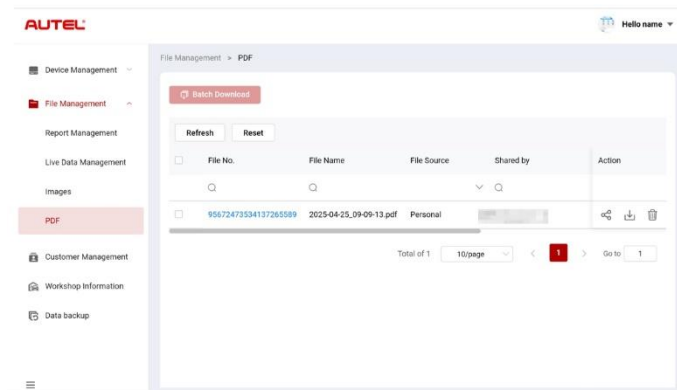 AUTEL
Hello name
Device Management
File Management
Report Management
Live Data Management
Images
PDF
Customer Management
Workshop Information
Data backup
File Management > PDF
Batch Download
Refresh Reset
File No. File Name File Source Shared by Action
95672473534137265589 2025-04-25_09-09-13.pdf Personal
Total of 1 10/page < 1 > Go to 1